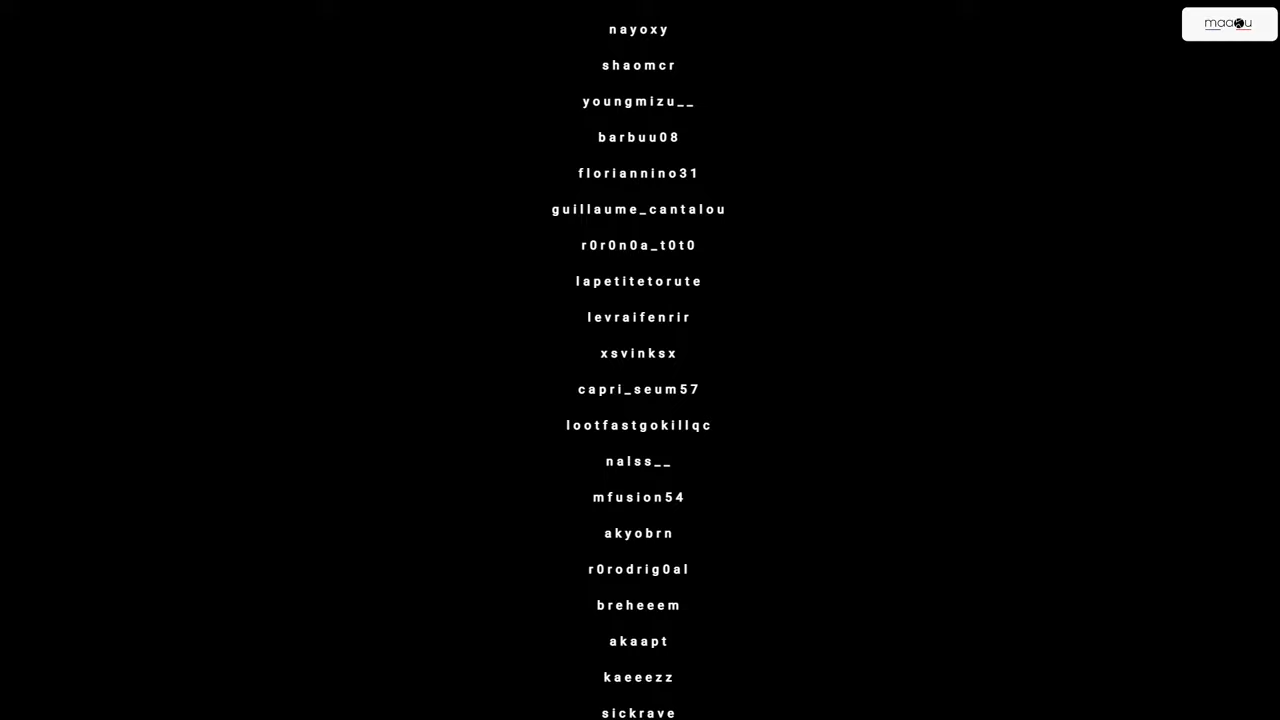 nayoxy
shaomcr
youngmizu__
barbuu08
floriannino31
guillaume_cantalou
r0r0n0a_t0t0
lapetitetorute
levraifenrir
xsvinksx
capri_seum57
lootfastgokillqc
nalss__
mfusion54
akyobrn
r0rodrig0al
breheeem
akaapt
kaeeezz
sickrave